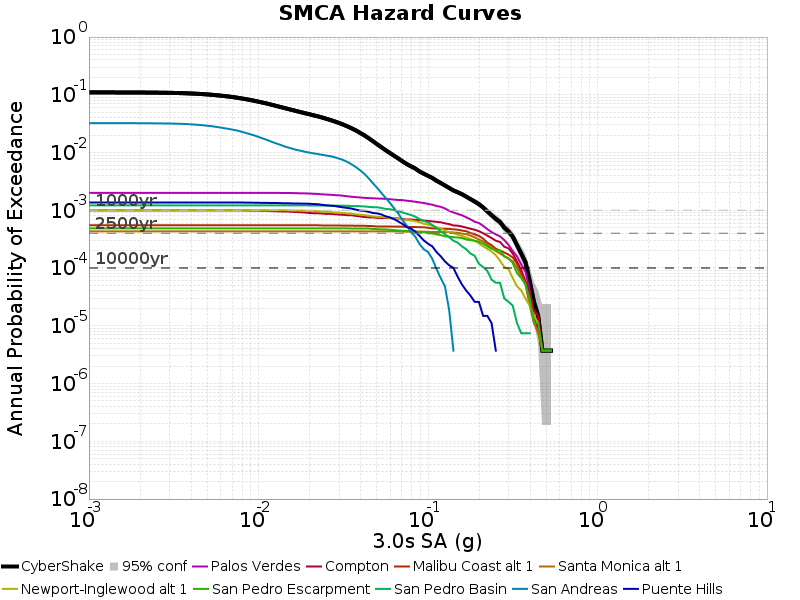 SMCA Hazard Curves
Annual Probability of Exceedance
10^0
10^-1
10^-2
10^-3
10^-4
10^-5
10^-6
10^-7
10^-8
1000yr
2500yr
10000yr
10^-3 10^-2 10^-1 10^0 10^1
3.0s SA (g)
CyberShake 95% conf Palos Verdes Compton Malibu Coast alt 1 Santa Monica alt 1
Newport-Inglewood alt 1 San Pedro Escarpment San Pedro Basin San Andreas Puente Hills